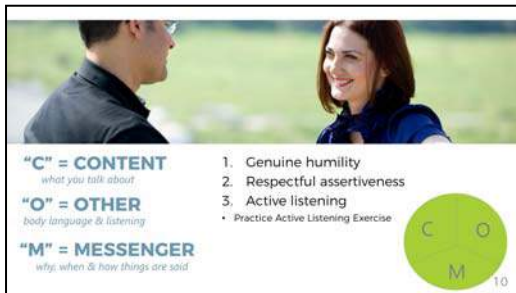 "C" = CONTENT
what you talk about
"O" = OTHER
body language & listening
"M" = MESSENGER
why, when & how things are said
1. Genuine humility
2. Respectful assertiveness
3. Active listening
• Practice Active Listening Exercise
C O
M
10